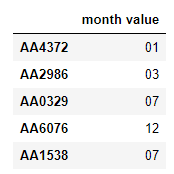 month value
AA4372 01
AA2986 03
AA0329 07
AA6076 12
AA1538 07